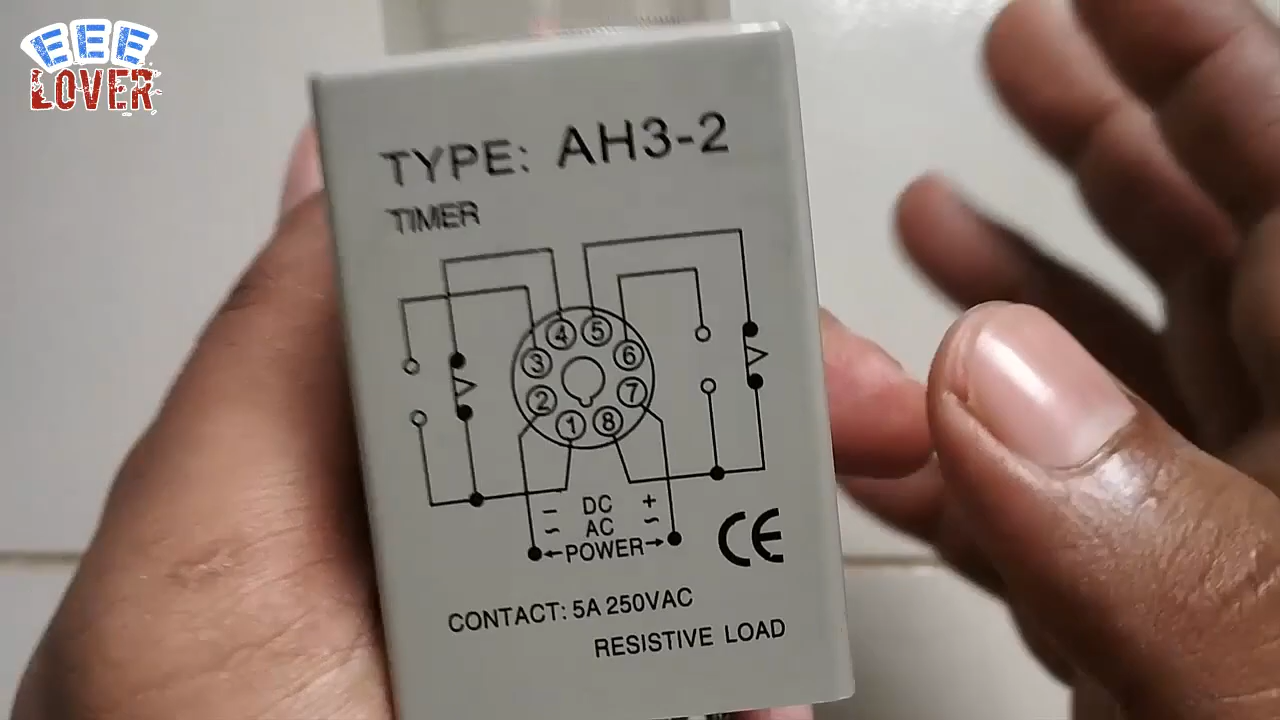 EEE
LOVER
TYPE: AH3-2
TIMER
4 5
3 6
2 7
1 8
− DC +
~ AC ~
←POWER→
CE
CONTACT: 5A 250VAC
RESISTIVE LOAD